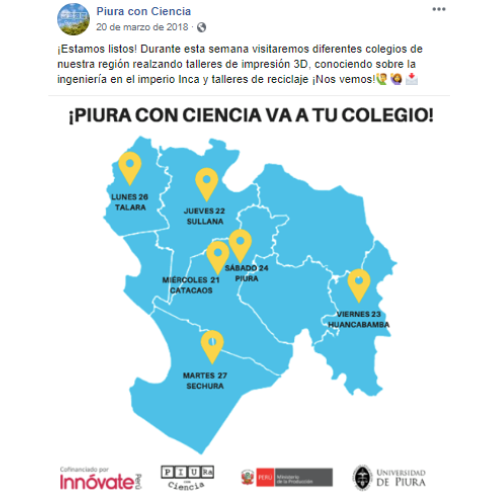 Piura con Ciencia
20 de marzo de 2018 ·
¡Estamos listos! Durante esta semana visitaremos diferentes colegios de
nuestra región realzando talleres de impresión 3D, conociendo sobre la
ingeniería en el imperio Inca y talleres de reciclaje ¡Nos vemos!
¡PIURA CON CIENCIA VA A TU COLEGIO!
LUNES 26
TALARA
JUEVES 22
SULLANA
SÁBADO 24
PIURA
MIÉRCOLES 21
CATACAOS
VIERNES 23
HUANCABAMBA
MARTES 27
SECHURA
Cofinanciado por
Innóvate Perú
PIURA
con
Ciencia
PERÚ
Ministerio
de la Producción
UNIVERSIDAD
DE PIURA